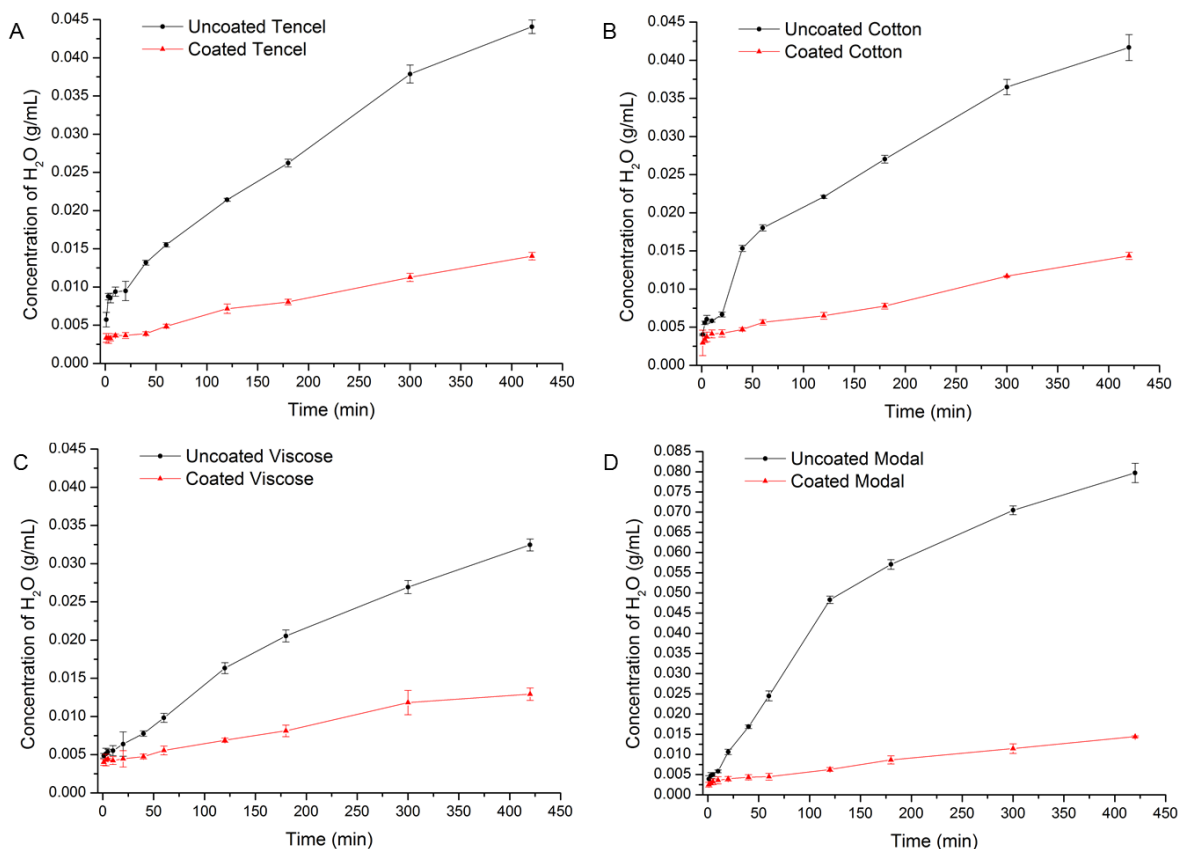 A
Uncoated Tencel
Coated Tencel
Concentration of H₂O (g/mL)
0.045
0.040
0.035
0.030
0.025
0.020
0.015
0.010
0.005
0.000
0 50 100 150 200 250 300 350 400 450
Time (min)
B
Uncoated Cotton
Coated Cotton
Concentration of H₂O (g/mL)
0.045
0.040
0.035
0.030
0.025
0.020
0.015
0.010
0.005
0.000
0 50 100 150 200 250 300 350 400 450
Time (min)
C
Uncoated Viscose
Coated Viscose
Concentration of H₂O (g/mL)
0.045
0.040
0.035
0.030
0.025
0.020
0.015
0.010
0.005
0.000
0 50 100 150 200 250 300 350 400 450
Time (min)
D
Uncoated Modal
Coated Modal
Concentration of H₂O (g/mL)
0.085
0.080
0.075
0.070
0.065
0.060
0.055
0.050
0.045
0.040
0.035
0.030
0.025
0.020
0.015
0.010
0.005
0.000
0 50 100 150 200 250 300 350 400 450
Time (min)